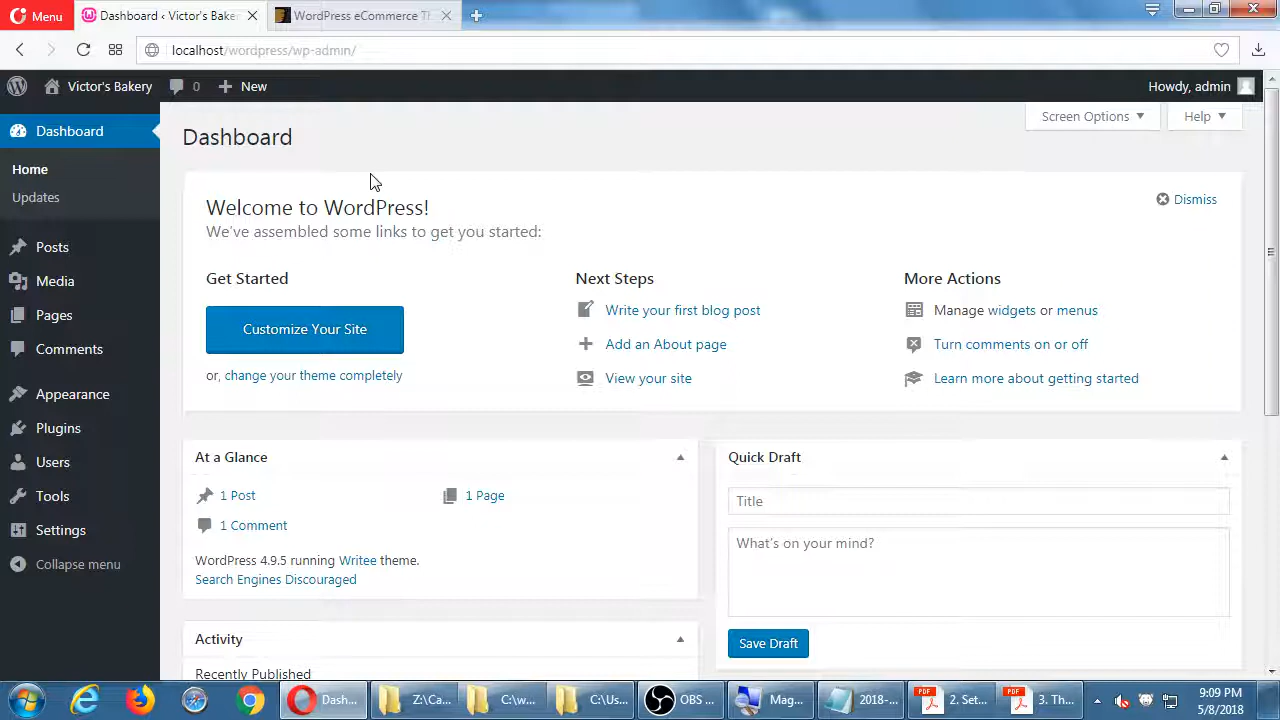 Menu
Dashboard ‹ Victor's Baker
WordPress eCommerce Th
localhost/wordpress/wp-admin/
Victor's Bakery
0
New
Howdy, admin
Dashboard
Home
Updates
Posts
Media
Pages
Comments
Appearance
Plugins
Users
Tools
Settings
Collapse menu
Dashboard
Screen Options
Help
Welcome to WordPress!
We've assembled some links to get you started:
Dismiss
Get Started
Customize Your Site
or, change your theme completely
Next Steps
Write your first blog post
Add an About page
View your site
More Actions
Manage widgets or menus
Turn comments on or off
Learn more about getting started
At a Glance
1 Post
1 Page
1 Comment
WordPress 4.9.5 running Writee theme.
Search Engines Discouraged
Activity
Recently Published
Quick Draft
Title
What's on your mind?
Save Draft
Dash...
Z:\Ca...
C:\w...
C:\Us...
OBS ...
Mag...
2018-...
PDF
2. Set...
PDF
3. Th...
9:09 PM
5/8/2018